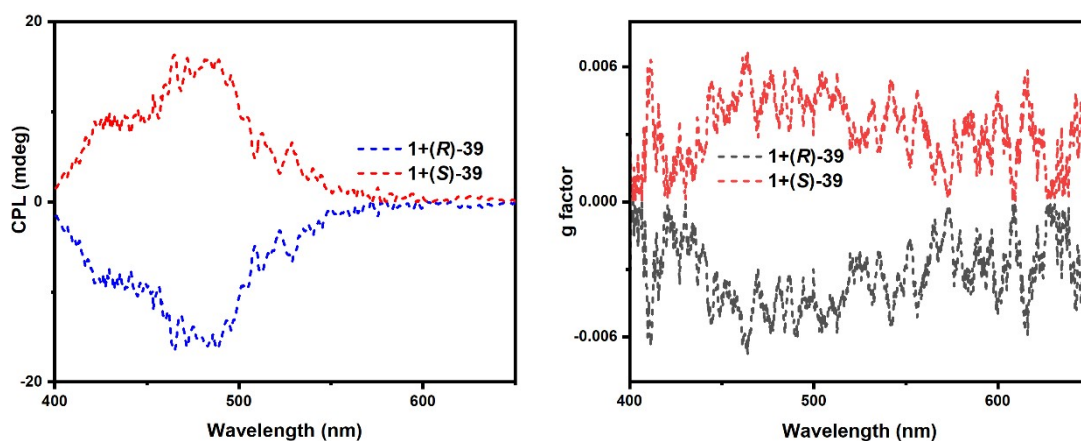 20
0
-20
CPL (mdeg)
1+(R)-39
1+(S)-39
400
500
600
Wavelength (nm)
0.006
0.000
-0.006
g factor
1+(R)-39
1+(S)-39
400
500
600
Wavelength (nm)